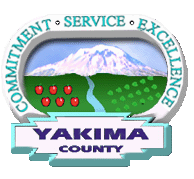 COMMITMENT • SERVICE • EXCELLENCE
YAKIMA
COUNTY